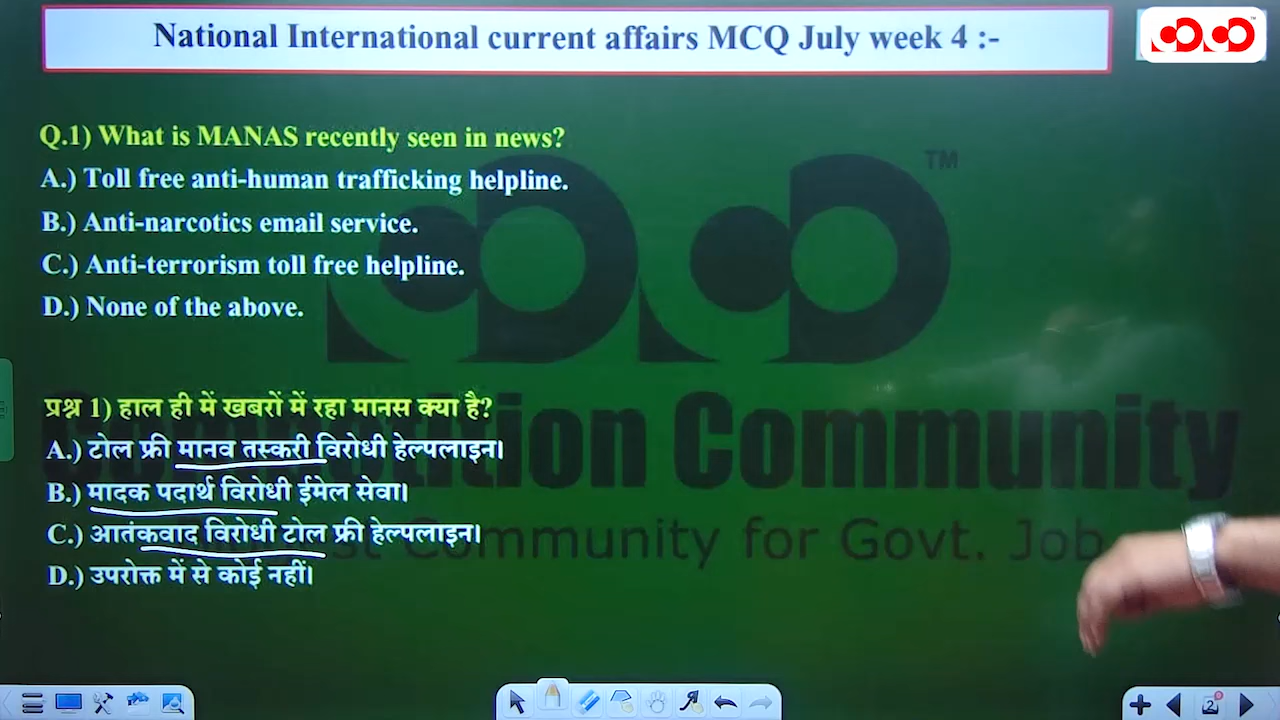 National International current affairs MCQ July week 4 :-
Q.1) What is MANAS recently seen in news?
A.) Toll free anti-human trafficking helpline.
B.) Anti-narcotics email service.
C.) Anti-terrorism toll free helpline.
D.) None of the above.
TM
प्रश्न 1) हाल ही में खबरों में रहा मानस क्या है?
A.) टोल फ्री मानव तस्करी विरोधी हेल्पलाइन।
B.) मादक पदार्थ विरोधी ईमेल सेवा।
C.) आतंकवाद विरोधी टोल फ्री हेल्पलाइन।
D.) उपरोक्त में से कोई नहीं।
Community
Community for Govt. Job
2